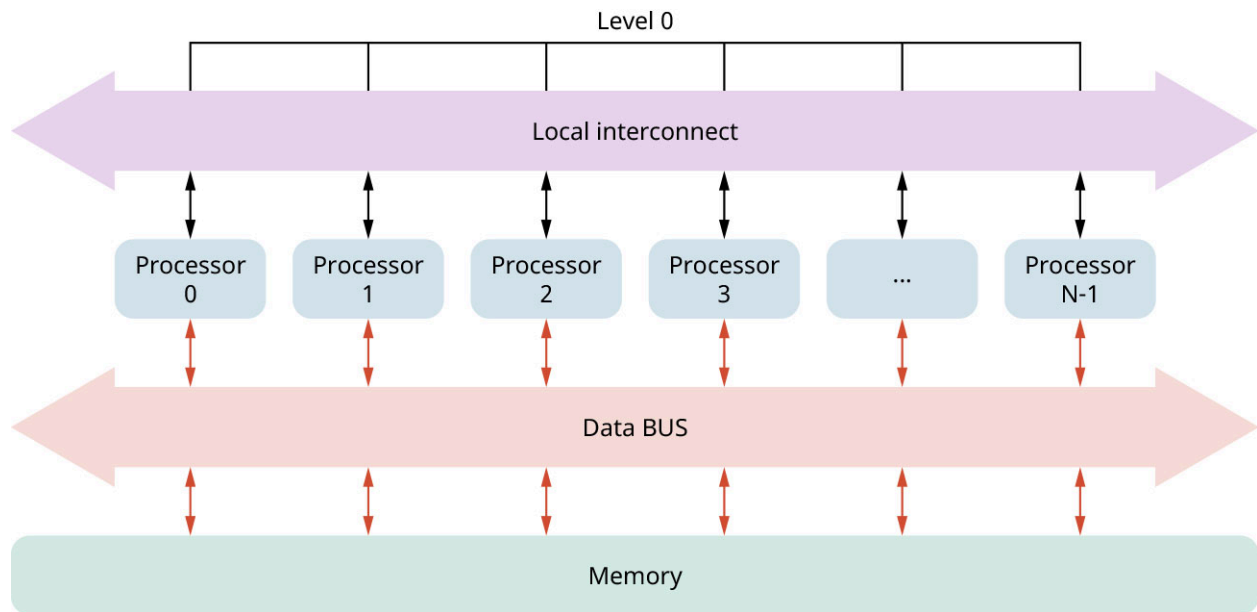 Level 0
Local interconnect
Processor
0
Processor
1
Processor
2
Processor
3
...
Processor
N-1
Data BUS
Memory